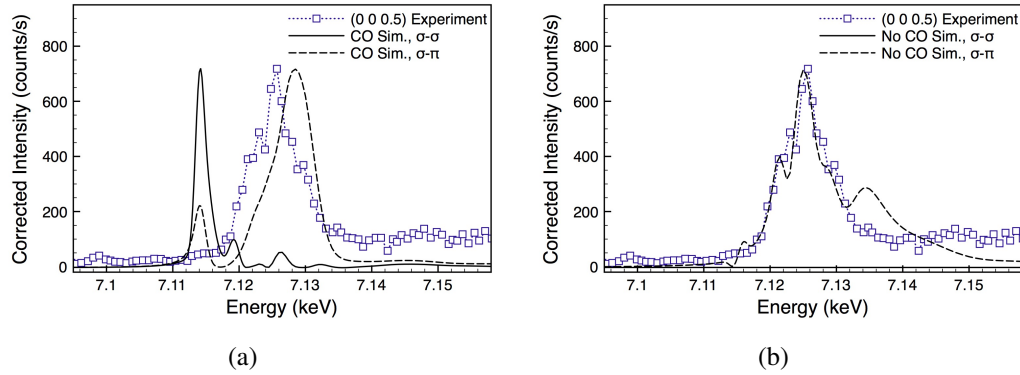 (0 0 0.5) Experiment
CO Sim., σ-σ
CO Sim., σ-π
Corrected Intensity (counts/s)
800
600
400
200
0
7.1
7.11
7.12
7.13
7.14
7.15
Energy (keV)
(a)
(0 0 0.5) Experiment
No CO Sim., σ-σ
No CO Sim., σ-π
Corrected Intensity (counts/s)
800
600
400
200
0
7.1
7.11
7.12
7.13
7.14
7.15
Energy (keV)
(b)